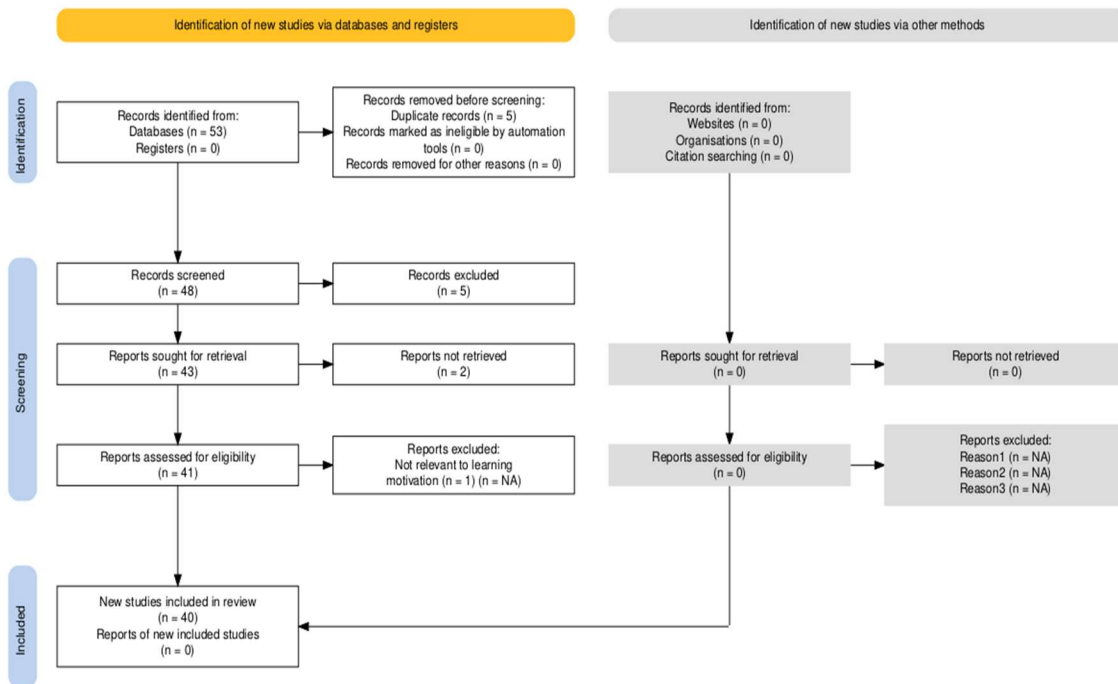 Identification of new studies via databases and registers
Identification of new studies via other methods
Identification
Records identified from:
Databases (n = 53)
Registers (n = 0)
Records removed before screening:
Duplicate records (n = 5)
Records marked as ineligible by automation
tools (n = 0)
Records removed for other reasons (n = 0)
Records identified from:
Websites (n = 0)
Organisations (n = 0)
Citation searching (n = 0)
Screening
Records screened
(n = 48)
Records excluded
(n = 5)
Reports sought for retrieval
(n = 43)
Reports not retrieved
(n = 2)
Reports sought for retrieval
(n = 0)
Reports not retrieved
(n = 0)
Reports assessed for eligibility
(n = 41)
Reports excluded:
Not relevant to learning
motivation (n = 1) (n = NA)
Reports assessed for eligibility
(n = 0)
Reports excluded:
Reason1 (n = NA)
Reason2 (n = NA)
Reason3 (n = NA)
Included
New studies included in review
(n = 40)
Reports of new included studies
(n = 0)